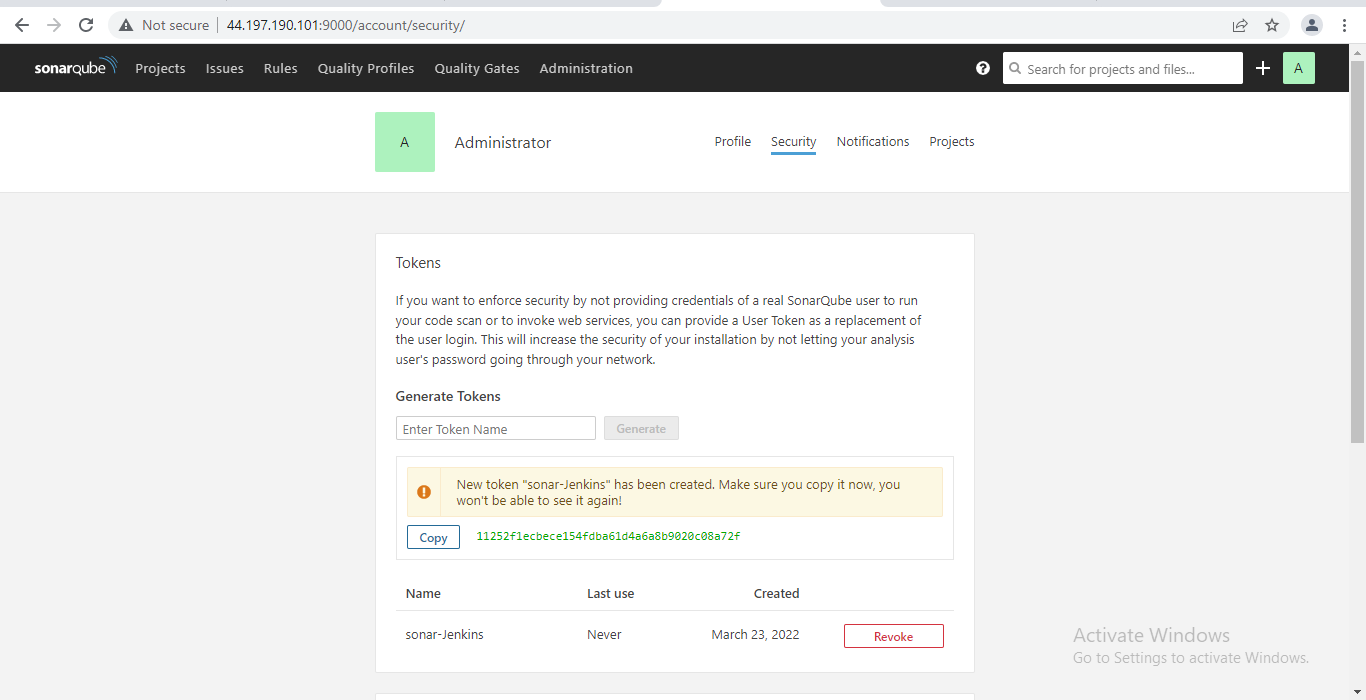 Not secure 44.197.190.101:9000/account/security/
sonarqube Projects Issues Rules Quality Profiles Quality Gates Administration ? Search for projects and files... + A
A Administrator Profile Security Notifications Projects
Tokens
If you want to enforce security by not providing credentials of a real SonarQube user to run
your code scan or to invoke web services, you can provide a User Token as a replacement of
the user login. This will increase the security of your installation by not letting your analysis
user's password going through your network.
Generate Tokens
Enter Token Name Generate
New token "sonar-Jenkins" has been created. Make sure you copy it now, you
won't be able to see it again!
Copy 11252f1ecbece154fdba61d4a6a8b9020c08a72f
Name Last use Created
sonar-Jenkins Never March 23, 2022 Revoke
Activate Windows
Go to Settings to activate Windows.